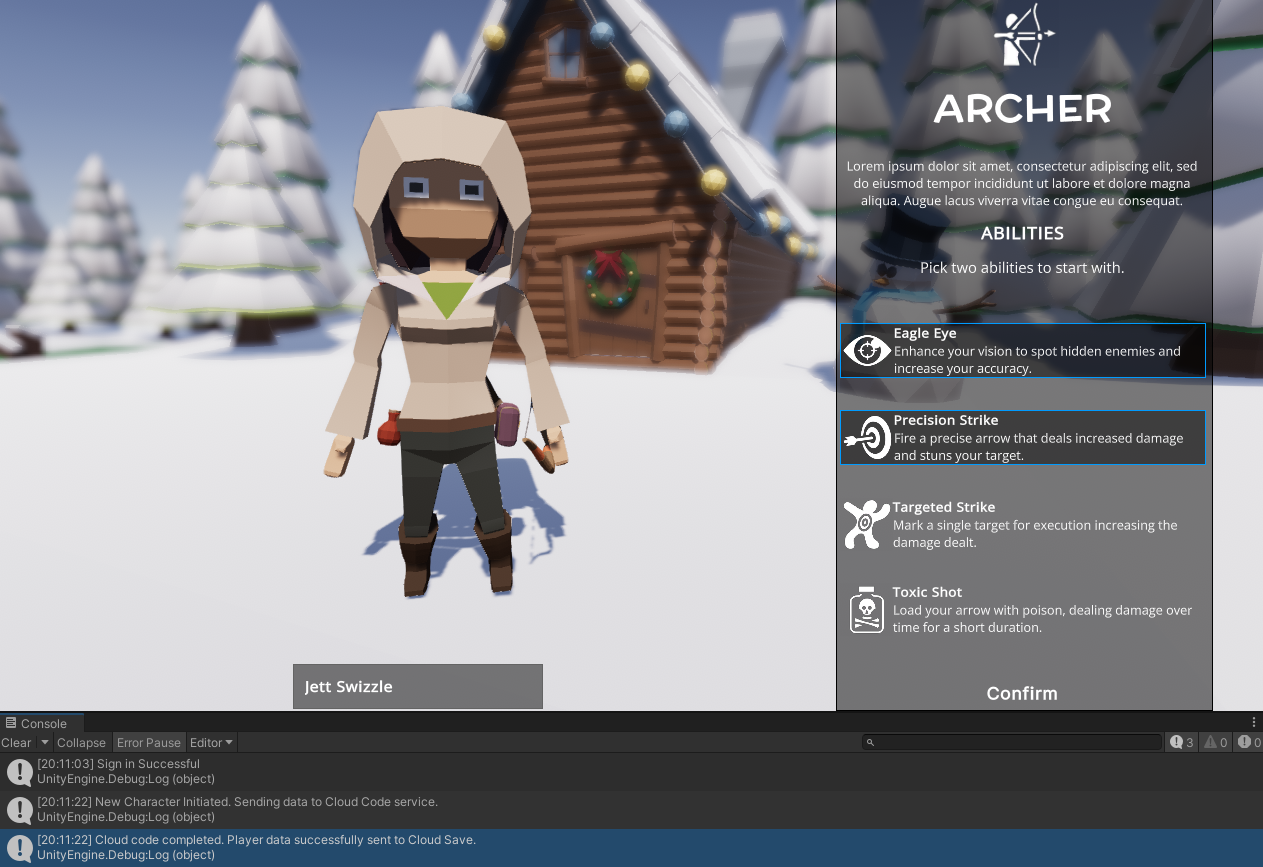 ARCHER
Lorem ipsum dolor sit amet, consectetur adipiscing elit, sed
do eiusmod tempor incididunt ut labore et dolore magna
aliqua. Augue lacus viverra vitae congue eu consequat.
ABILITIES
Pick two abilities to start with.
Eagle Eye
Enhance your vision to spot hidden enemies and
increase your accuracy.
Precision Strike
Fire a precise arrow that deals increased damage
and stuns your target.
Targeted Strike
Mark a single target for execution increasing the
damage dealt.
Toxic Shot
Load your arrow with poison, dealing damage over
time for a short duration.
Jett Swizzle
Confirm
Console
Clear Collapse Error Pause Editor 3 0 0
[20:11:03] Sign in Successful
UnityEngine.Debug:Log (object)
[20:11:22] New Character Initiated. Sending data to Cloud Code service.
UnityEngine.Debug:Log (object)
[20:11:22] Cloud code completed. Player data successfully sent to Cloud Save.
UnityEngine.Debug:Log (object)